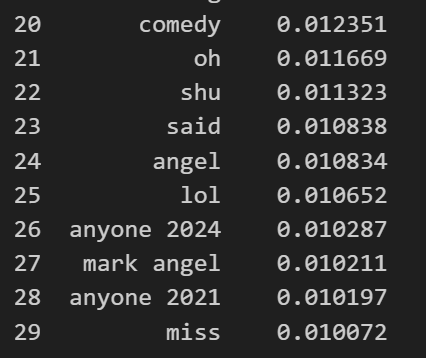 20 comedy 0.012351
21 oh 0.011669
22 shu 0.011323
23 said 0.010838
24 angel 0.010834
25 lol 0.010652
26 anyone 2024 0.010287
27 mark angel 0.010211
28 anyone 2021 0.010197
29 miss 0.010072